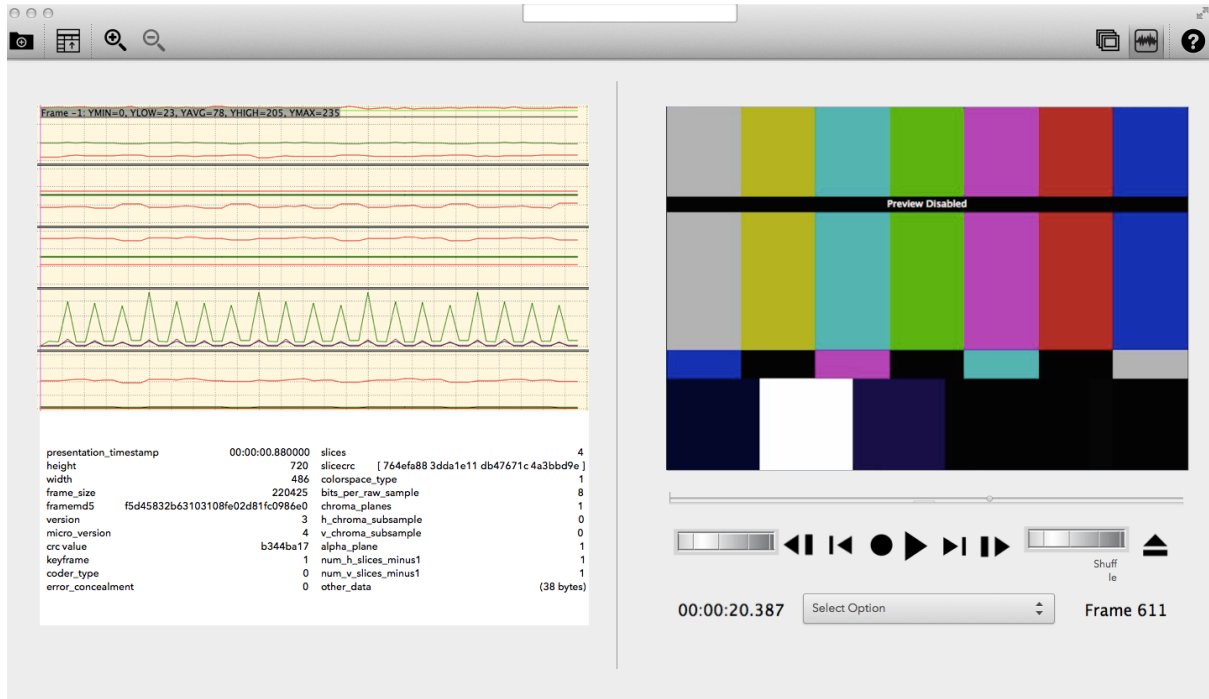 Frame -1: YMIN=0, YLOW=23, YAVG=78, YHIGH=205, YMAX=235
presentation_timestamp 00:00:00.880000 slices 4
height 720 slicecrc [ 764efa88 3dda1e11 db47671c 4a3bbd9e ]
width 486 colorspace_type 1
frame_size 220425 bits_per_raw_sample 8
framemd5 f5d45832b63103108fe02d81fc0986e0 chroma_planes 1
version 3 h_chroma_subsample 0
micro_version 4 v_chroma_subsample 0
crc value b344ba17 alpha_plane 1
keyframe 1 num_h_slices_minus1 1
coder_type 0 num_v_slices_minus1 1
error_concealment 0 other_data (38 bytes)
Preview Disabled
Shuff
le
00:00:20.387 Select Option Frame 611